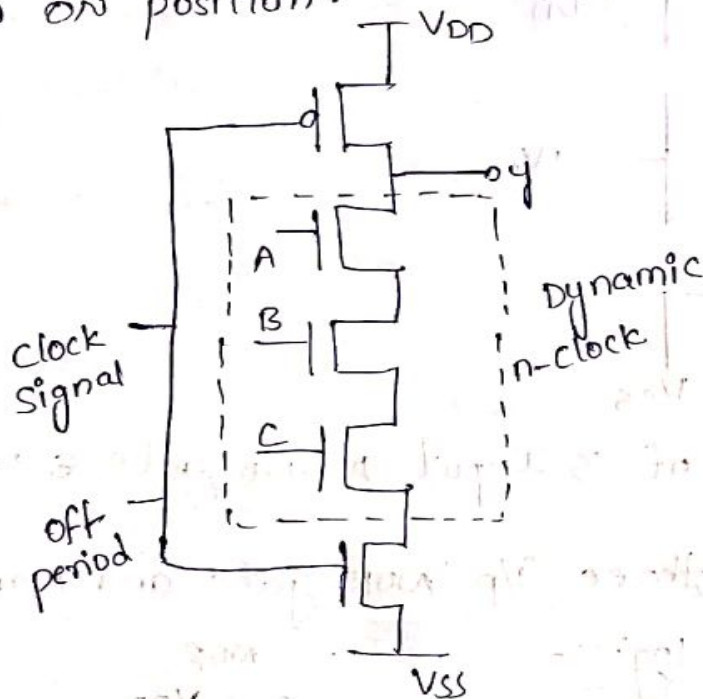 ON position.
VDD
y
A
B
C
Dynamic
n-clock
Clock
Signal
off
period
VSS